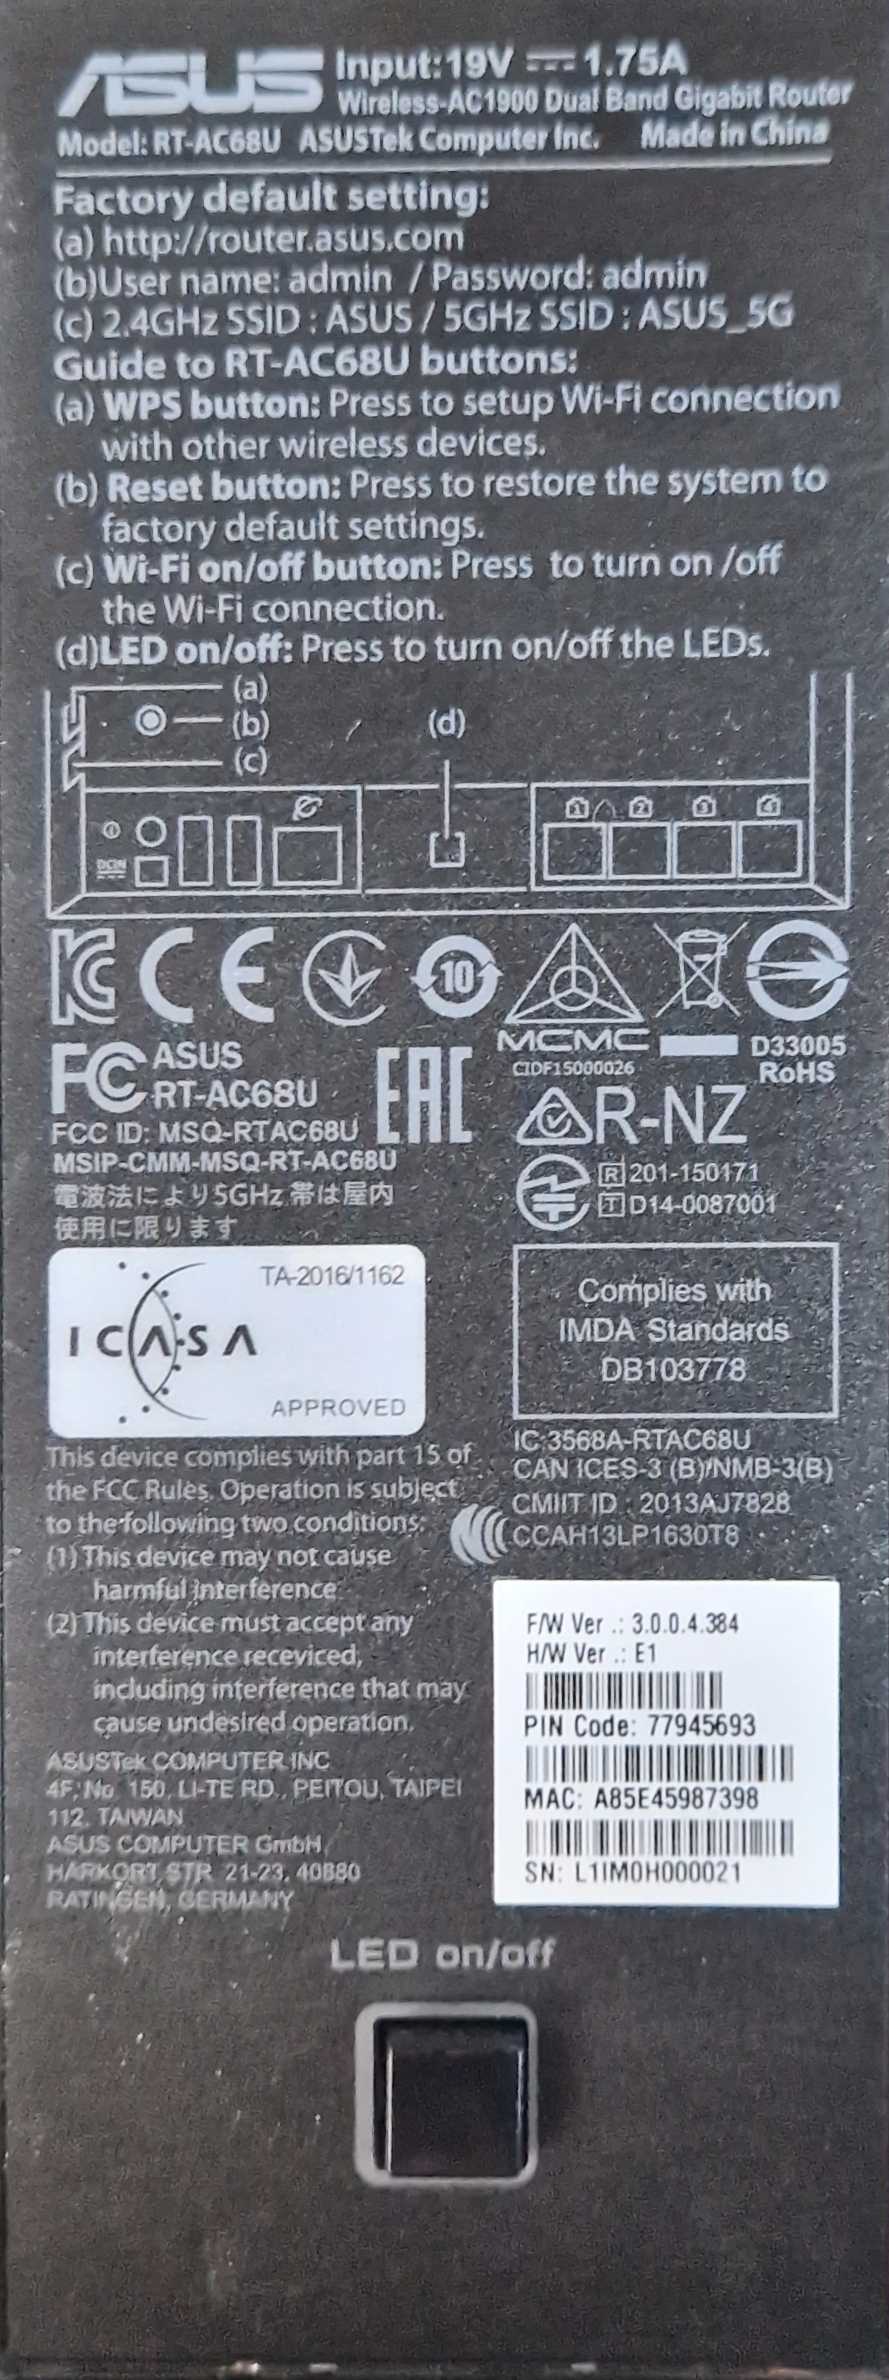 ASUS Input:19V 1.75A
Wireless-AC1900 Dual Band Gigabit Router
Model: RT-AC68U ASUSTek Computer Inc. Made in China
Factory default setting:
(a) http://router.asus.com
(b)User name: admin / Password: admin
(c) 2.4GHz SSID : ASUS / 5GHz SSID : ASUS_5G
Guide to RT-AC68U buttons:
(a) WPS button: Press to setup Wi-Fi connection
with other wireless devices.
(b) Reset button: Press to restore the system to
factory default settings.
(c) Wi-Fi on/off button: Press to turn on /off
the Wi-Fi connection.
(d)LED on/off: Press to turn on/off the LEDs.
(a)
(b)
(c)
(d)
DCIN
1 2 3 4
CE 10
MCMC
CIDF15000026
D33005
RoHS
FC ASUS
RT-AC68U
EAC
R-NZ
FCC ID: MSQ-RTAC68U
MSIP-CMM-MSQ-RT-AC68U
電波法により5GHz 帯は屋内
使用に限ります
R 201-150171
T D14-0087001
TA-2016/1162
ICASA
APPROVED
Complies with
IMDA Standards
DB103778
IC:3568A-RTAC68U
CAN ICES-3 (B)/NMB-3(B)
CMIIT ID : 2013AJ7828
CCAH13LP1630T8
This device complies with part 15 of
the FCC Rules. Operation is subject
to the following two conditions:
(1) This device may not cause
harmful interference
(2) This device must accept any
interference receviced,
including interference that may
cause undesired operation.
ASUSTek COMPUTER INC
4F, No. 150, LI-TE RD., PEITOU, TAIPEI
112, TAIWAN
ASUS COMPUTER GmbH
HARKORT STR. 21-23, 40880
RATINGEN, GERMANY
F/W Ver .: 3.0.0.4.384
H/W Ver .: E1
PIN Code: 77945693
MAC: A85E45987398
SN: L1IM0H000021
LED on/off